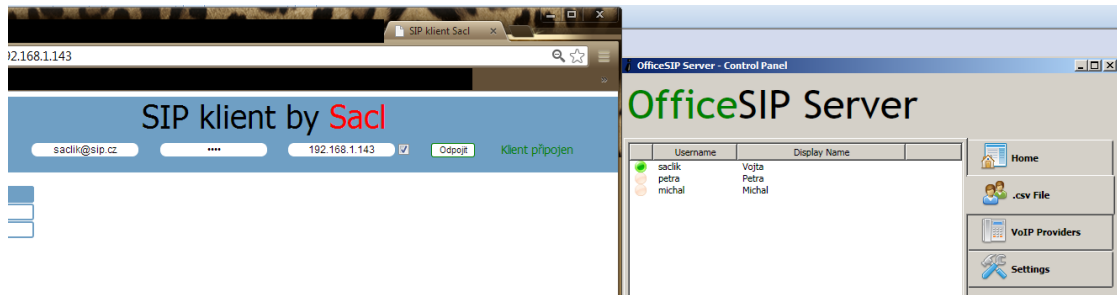 SIP klient Sacl
92.168.1.143
SIP klient by Sacl
saclik@sip.cz •••• 192.168.1.143 Odpojit Klient připojen
OfficeSIP Server - Control Panel
OfficeSIP Server
Username Display Name
saclik Vojta
petra Petra
michal Michal
Home
.csv File
VoIP Providers
Settings